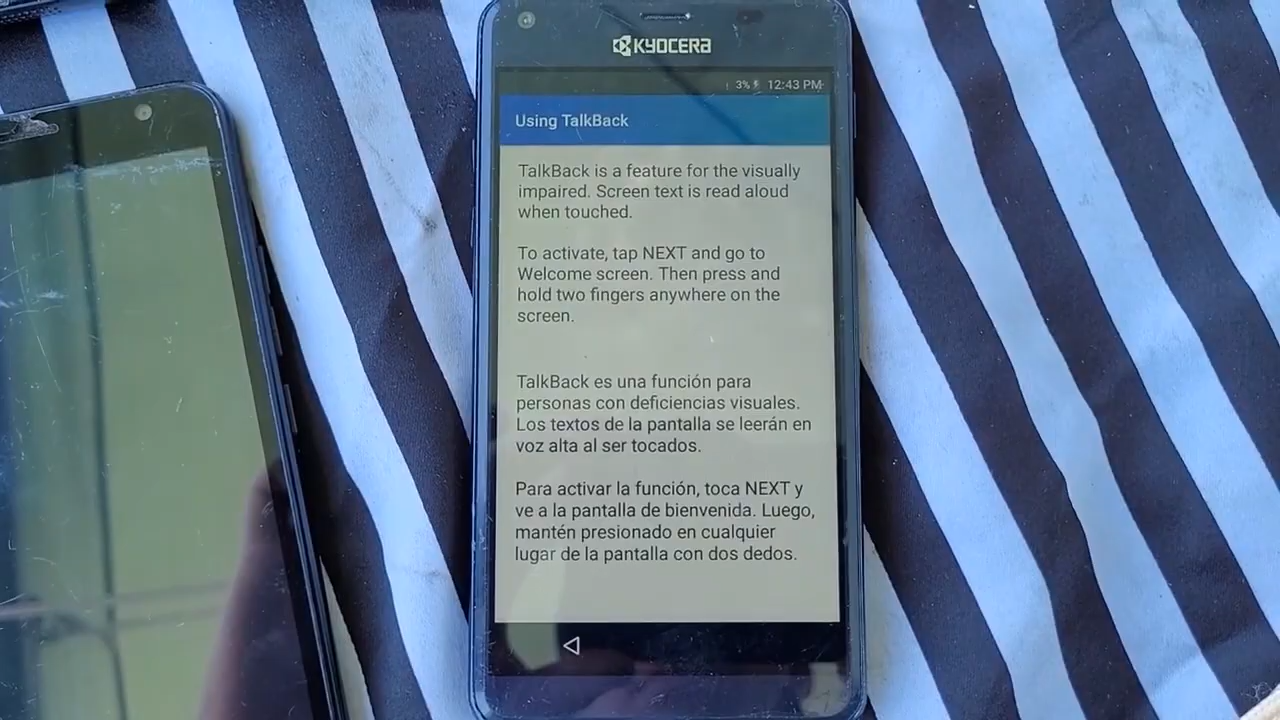 KYOCERA
3% 12:43 PM
Using TalkBack
TalkBack is a feature for the visually
impaired. Screen text is read aloud
when touched.
To activate, tap NEXT and go to
Welcome screen. Then press and
hold two fingers anywhere on the
screen.
TalkBack es una función para
personas con deficiencias visuales.
Los textos de la pantalla se leerán en
voz alta al ser tocados.
Para activar la función, toca NEXT y
ve a la pantalla de bienvenida. Luego,
mantén presionado en cualquier
lugar de la pantalla con dos dedos.